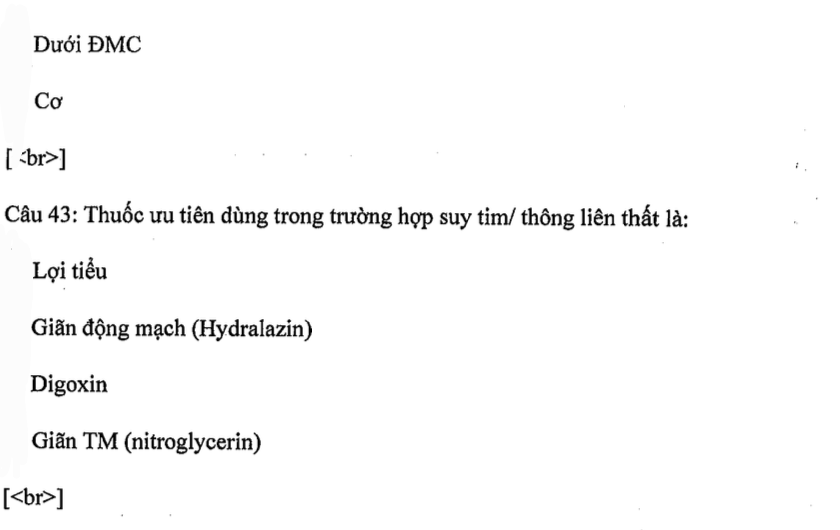 Dưới ĐMC
Cơ
[ <br>]
Câu 43: Thuốc ưu tiên dùng trong trường hợp suy tim/ thông liên thất là:
Lợi tiểu
Giãn động mạch (Hydralazin)
Digoxin
Giãn TM (nitroglycerin)
[<br>]